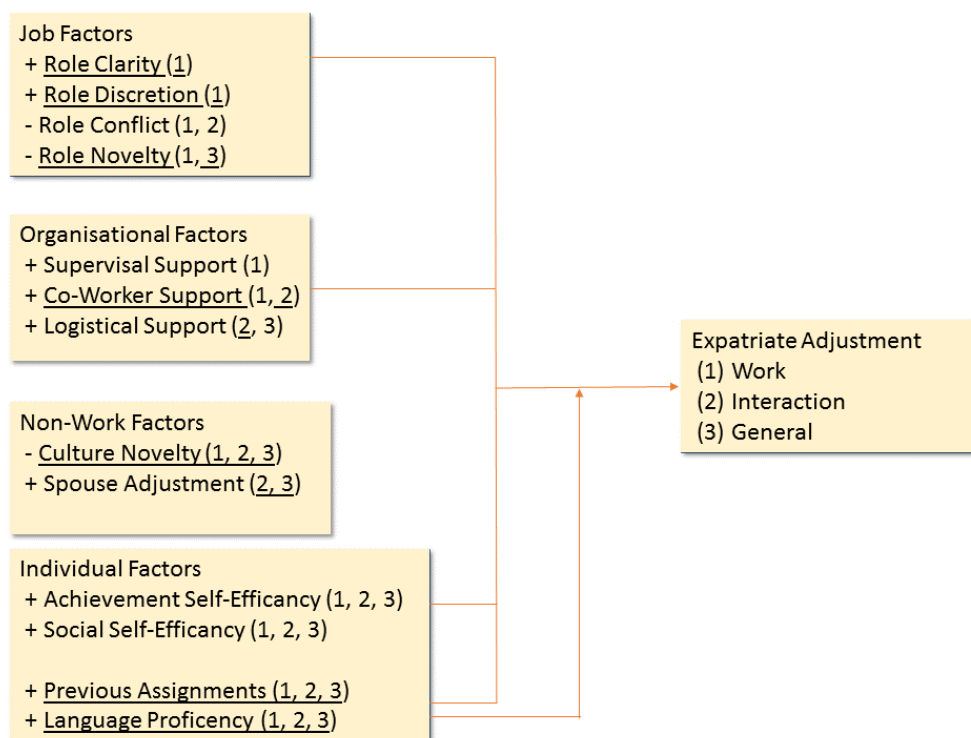 Job Factors
+ Role Clarity (1)
+ Role Discretion (1)
- Role Conflict (1, 2)
- Role Novelty (1, 3)
Organisational Factors
+ Supervisal Support (1)
+ Co-Worker Support (1, 2)
+ Logistical Support (2, 3)
Non-Work Factors
- Culture Novelty (1, 2, 3)
+ Spouse Adjustment (2, 3)
Individual Factors
+ Achievement Self-Efficancy (1, 2, 3)
+ Social Self-Efficancy (1, 2, 3)
+ Previous Assignments (1, 2, 3)
+ Language Proficency (1, 2, 3)
Expatriate Adjustment
(1) Work
(2) Interaction
(3) General